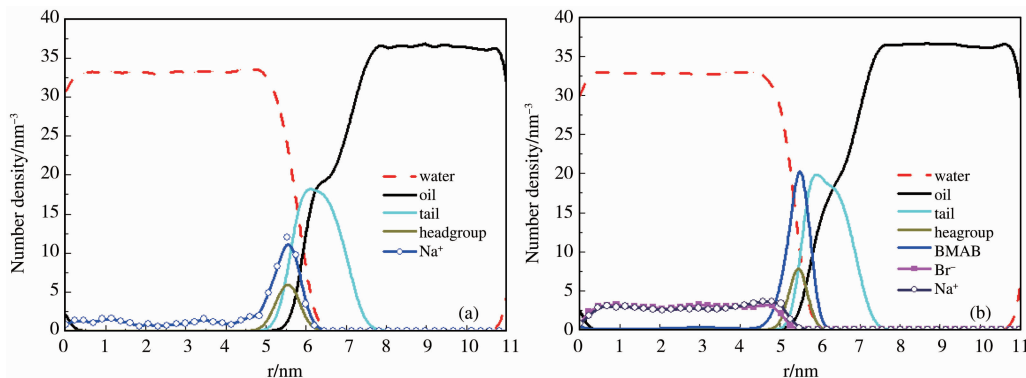 40
35
30
25
20
15
10
5
0
Number density/nm⁻³
water
oil
tail
headgroup
Na⁺
(a)
0 1 2 3 4 5 6 7 8 9 10 11
r/nm
40
35
30
25
20
15
10
5
0
Number density/nm⁻³
water
oil
tail
heagroup
BMAB
Br⁻
Na⁺
(b)
0 1 2 3 4 5 6 7 8 9 10 11
r/nm